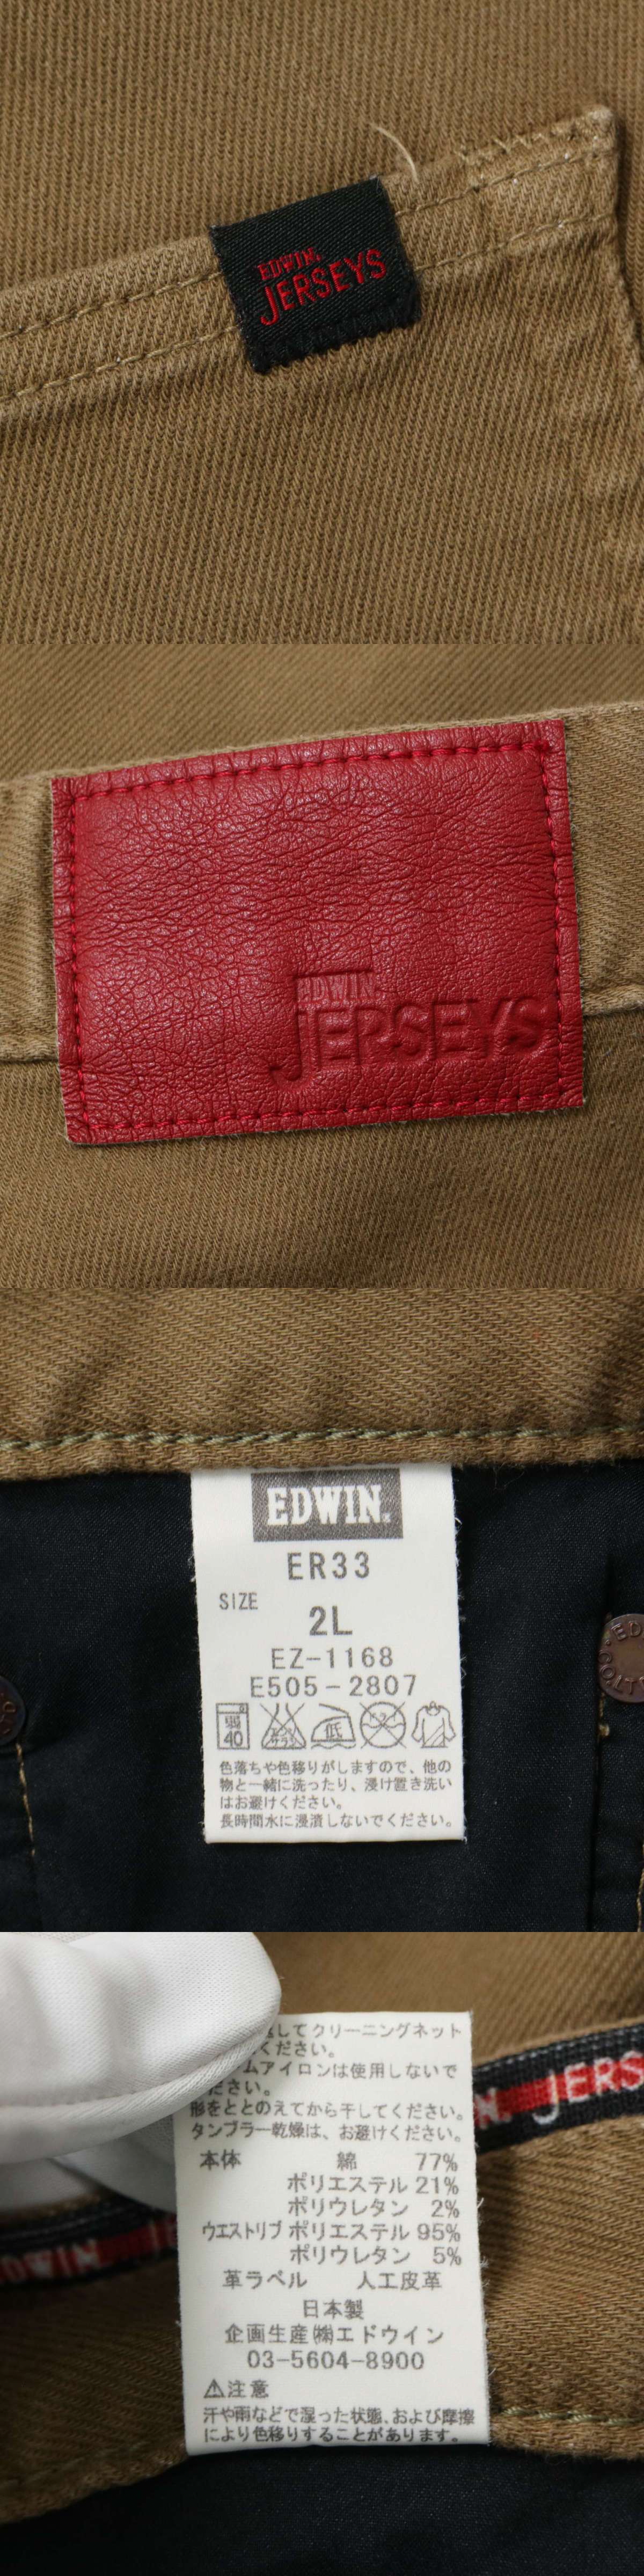 EDWIN.
JERSEYS
EDWIN.
JERSEYS
EDWIN.
ER33
SIZE
2L
EZ-1168
E505-2807
弱
40
エンソ
サラシ
低
ドライ
色落ちや色移りがしますので、他の
物と一緒に洗ったり、浸け置き洗い
はお避けください。
長時間水に浸漬しないでください。
してクリーニングネット
ください。
ムアイロンは使用しないで
ださい。
形をととのえてから干してください。
タンブラー乾燥は、お避けください。
N. JERS
本体 綿 77%
ポリエステル 21%
ポリウレタン 2%
ウエストリブ ポリエステル 95%
ポリウレタン 5%
DWIN
革ラベル 人工皮革
日本製
企画生産㈱エドウイン
03-5604-8900
⚠注意
汗や雨などで湿った状態、および摩擦
により色移りすることがあります。